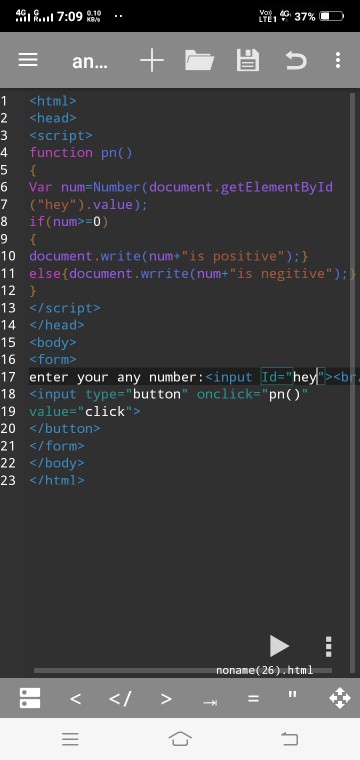 4G G 7:09 0.10 KB/s ·· Vo) LTE1 4G 37%
an...
1 <html>
2 <head>
3 <script>
4 function pn()
5 {
6 Var num=Number(document.getElementById
7 ("hey").value);
8 if(num>=0)
9 {
10 document.write(num+"is positive");}
11 else{document.wrrite(num+"is negitive");}
12 }
13 </script>
14 </head>
15 <body>
16 <form>
17 enter your any number:<input Id="hey"><br
18 <input type="button" onclick="pn()"
19 value="click">
20 </button>
21 </form>
22 </body>
23 </html>
noname(26).html
< </ > = "